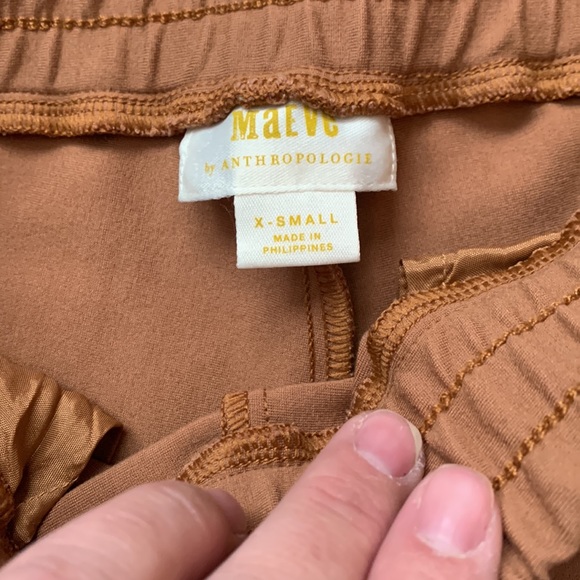 Maeve
by ANTHROPOLOGIE
X-SMALL
MADE IN
PHILIPPINES